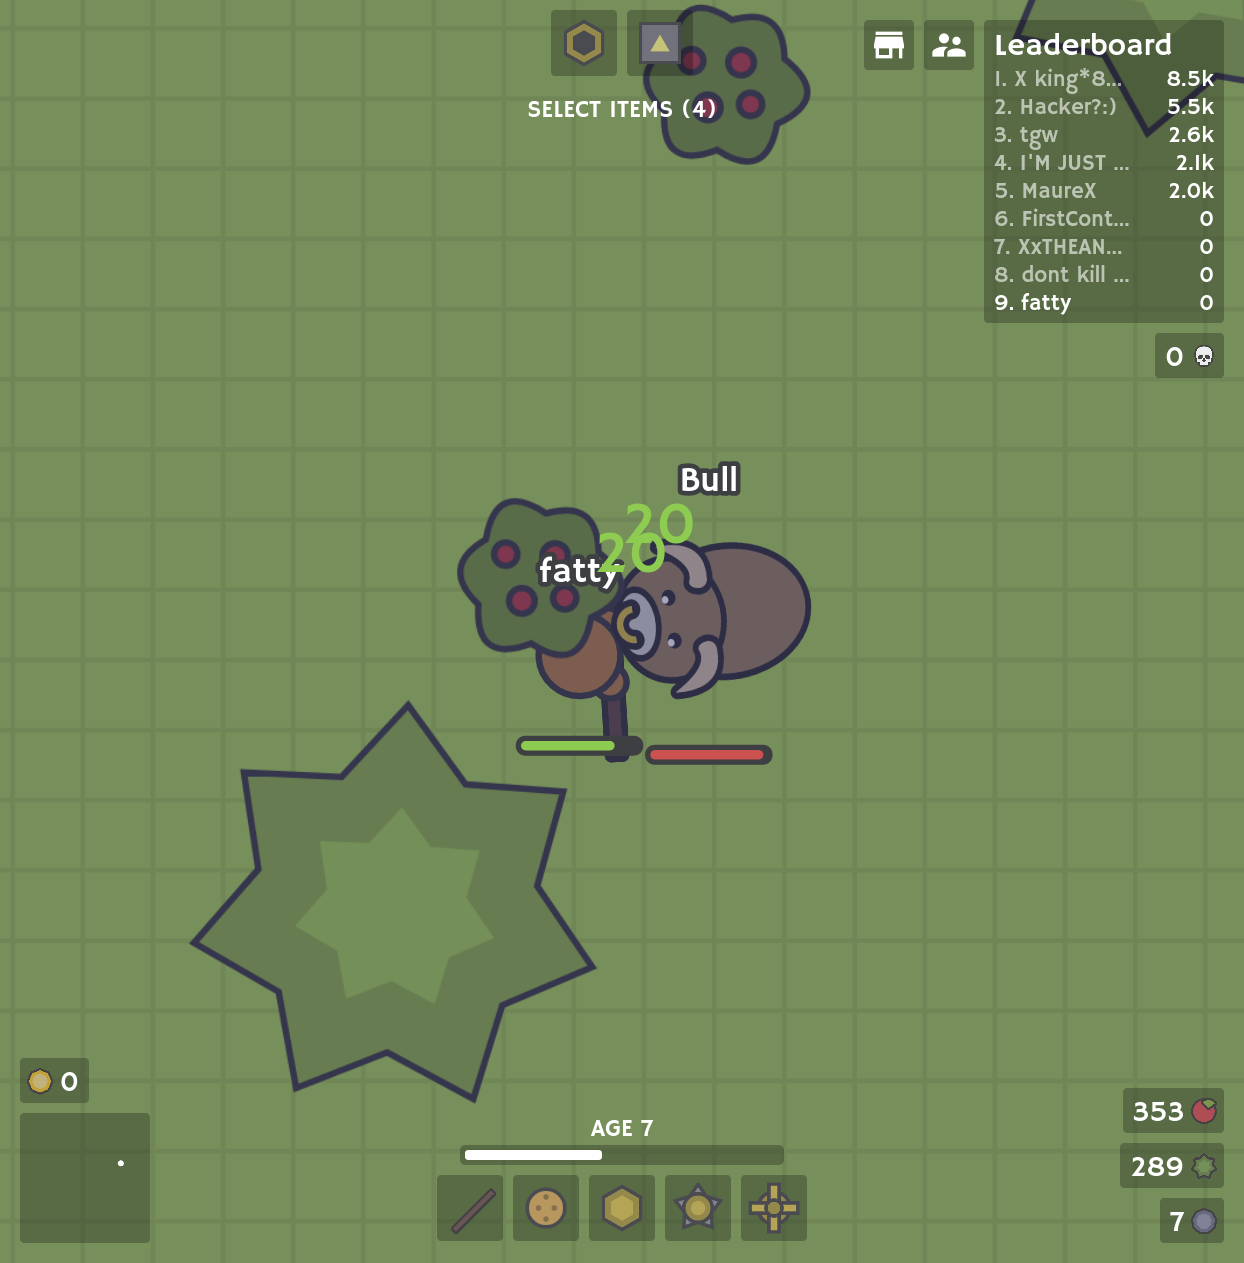 SELECT ITEMS (4)
Leaderboard
1. X king*8... 8.5k
2. Hacker?:) 5.5k
3. tgw 2.6k
4. I'M JUST ... 2.1k
5. MaureX 2.0k
6. FirstCont... 0
7. XxTHEAN... 0
8. dont kill ... 0
9. fatty 0
0
Bull
20
20
fatty
0
AGE 7
353
289
7